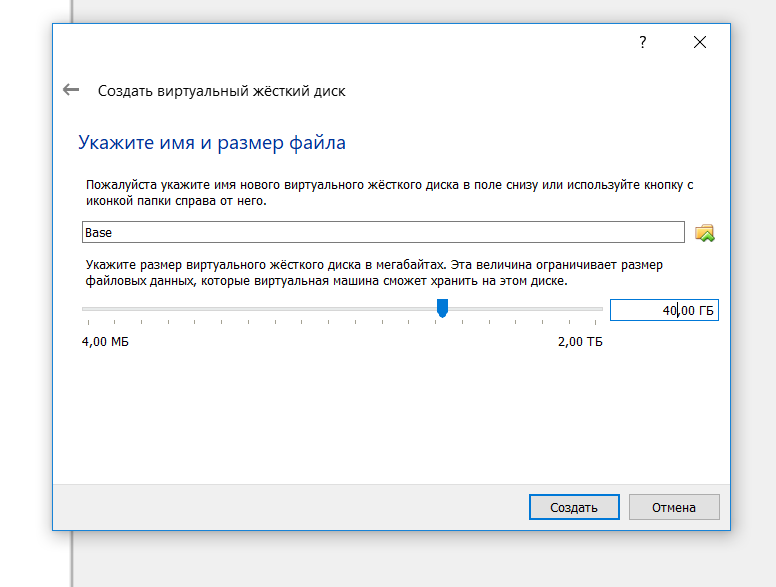 ?
Создать виртуальный жёсткий диск
Укажите имя и размер файла
Пожалуйста укажите имя нового виртуального жёсткого диска в поле снизу или используйте кнопку с
иконкой папки справа от него.
Base
Укажите размер виртуального жёсткого диска в мегабайтах. Эта величина ограничивает размер
файловых данных, которые виртуальная машина сможет хранить на этом диске.
40,00 ГБ
4,00 МБ 2,00 ТБ
Создать Отмена